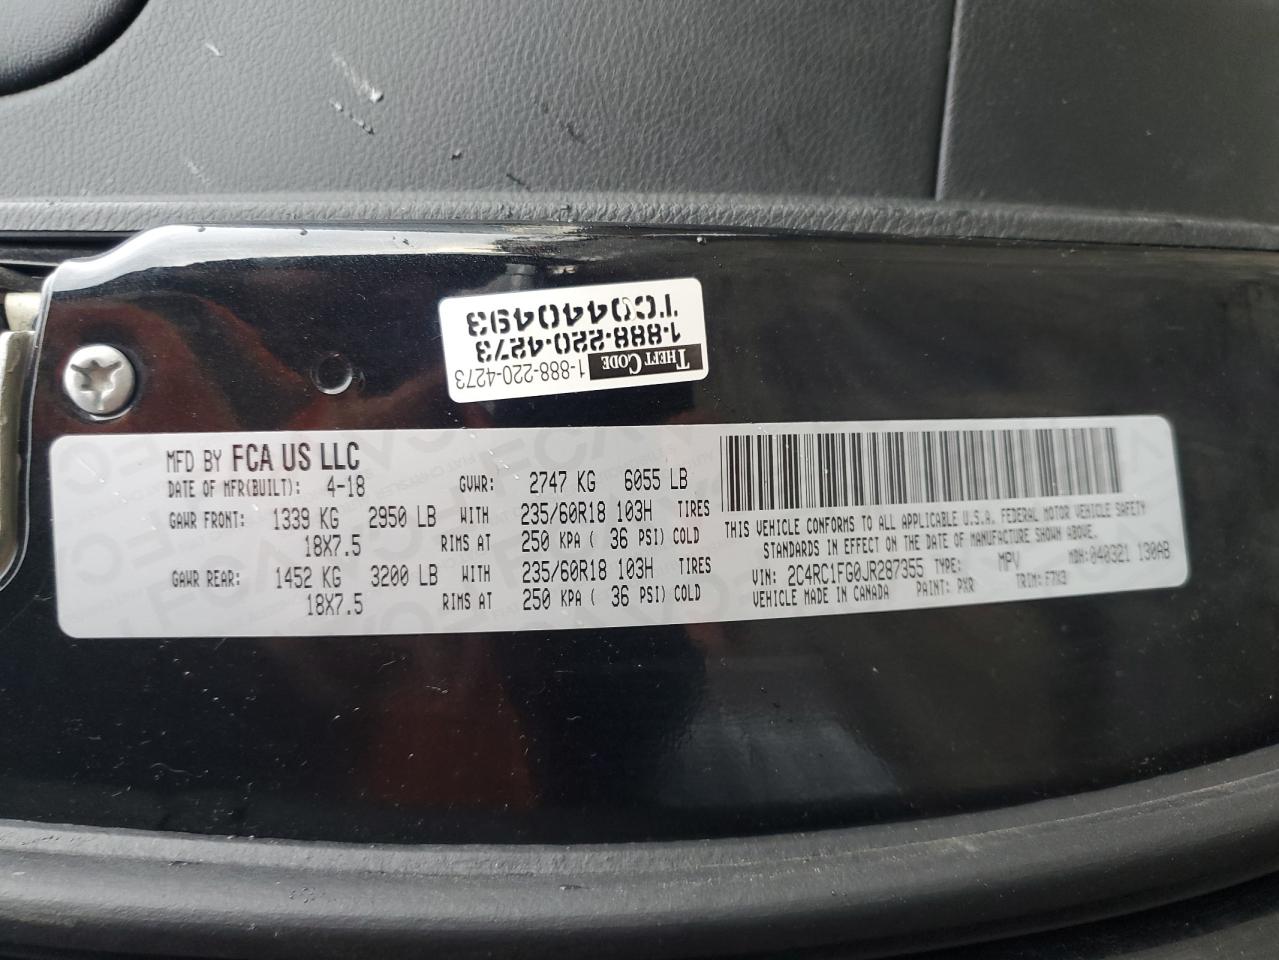 TC0440493
1-888-220-4273
THEFT CODE
1-888-220-4273
MFD BY FCA US LLC
DATE OF MFR(BUILT): 4-18 GVWR: 2747 KG 6055 LB
GAWR FRONT: 1339 KG 2950 LB WITH 235/60R18 103H TIRES
18X7.5 RIMS AT 250 KPA ( 36 PSI) COLD
GAWR REAR: 1452 KG 3200 LB WITH 235/60R18 103H TIRES
18X7.5 RIMS AT 250 KPA ( 36 PSI) COLD
THIS VEHICLE CONFORMS TO ALL APPLICABLE U.S.A. FEDERAL MOTOR VEHICLE SAFETY
STANDARDS IN EFFECT ON THE DATE OF MANUFACTURE SHOWN ABOVE.
VIN: 2C4RC1FG0JR287355 TYPE: MPV MDH: 040321 130AB
VEHICLE MADE IN CANADA PAINT: PXR TRIM: F7X3